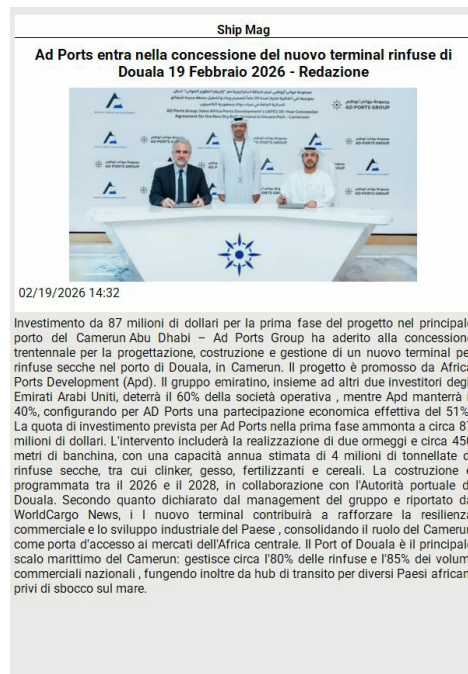 Ship Mag
Ad Ports entra nella concessione del nuovo terminal rinfuse di
Douala 19 Febbraio 2026 - Redazione
AD PORTS GROUP
02/19/2026 14:32
Investimento da 87 milioni di dollari per la prima fase del progetto nel principale
porto del Camerun Abu Dhabi – Ad Ports Group ha aderito alla concessione
trentennale per la progettazione, costruzione e gestione di un nuovo terminal pe
rinfuse secche nel porto di Douala, in Camerun. Il progetto è promosso da Africa
Ports Development (Apd). Il gruppo emiratino, insieme ad altri due investitori degl
Emirati Arabi Uniti, deterrà il 60% della società operativa , mentre Apd manterrà i
40%, configurando per AD Ports una partecipazione economica effettiva del 51%
La quota di investimento prevista per Ad Ports nella prima fase ammonta a circa 87
milioni di dollari. L'intervento includerà la realizzazione di due ormeggi e circa 450
metri di banchina, con una capacità annua stimata di 4 milioni di tonnellate d
rinfuse secche, tra cui clinker, gesso, fertilizzanti e cereali. La costruzione è
programmata tra il 2026 e il 2028, in collaborazione con l'Autorità portuale d
Douala. Secondo quanto dichiarato dal management del gruppo e riportato da
WorldCargo News, i l nuovo terminal contribuirà a rafforzare la resilienza
commerciale e lo sviluppo industriale del Paese , consolidando il ruolo del Camerun
come porta d'accesso ai mercati dell'Africa centrale. Il Port of Douala è il principale
scalo marittimo del Camerun: gestisce circa l'80% delle rinfuse e l'85% dei volum
commerciali nazionali , fungendo inoltre da hub di transito per diversi Paesi african
privi di sbocco sul mare.